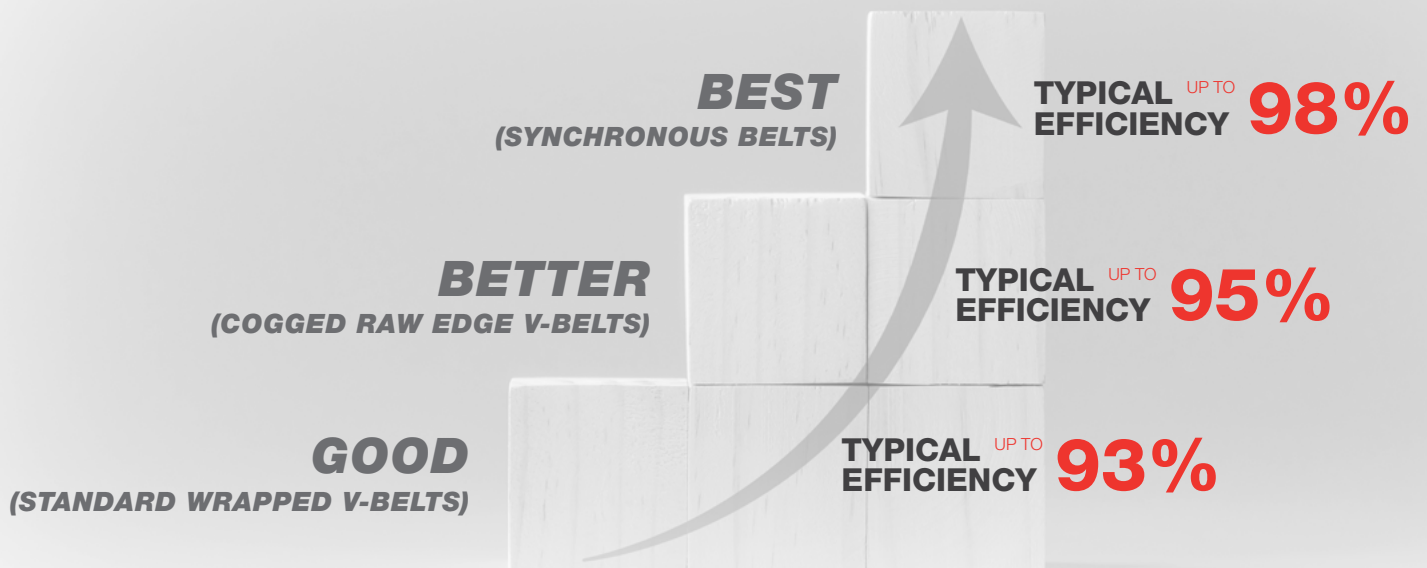 BEST
(SYNCHRONOUS BELTS)
TYPICAL UP TO
EFFICIENCY 98%
BETTER
(COGGED RAW EDGE V-BELTS)
TYPICAL UP TO
EFFICIENCY 95%
GOOD
(STANDARD WRAPPED V-BELTS)
TYPICAL UP TO
EFFICIENCY 93%